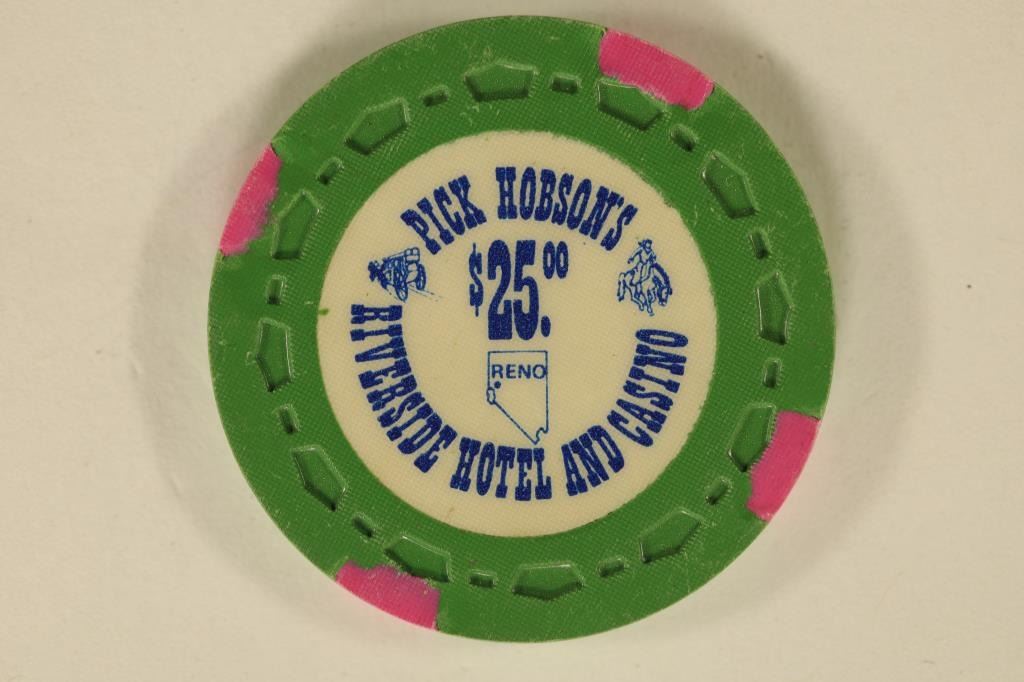 PICK HOBSON'S
$25.00
RENO
RIVERSIDE HOTEL AND CASINO